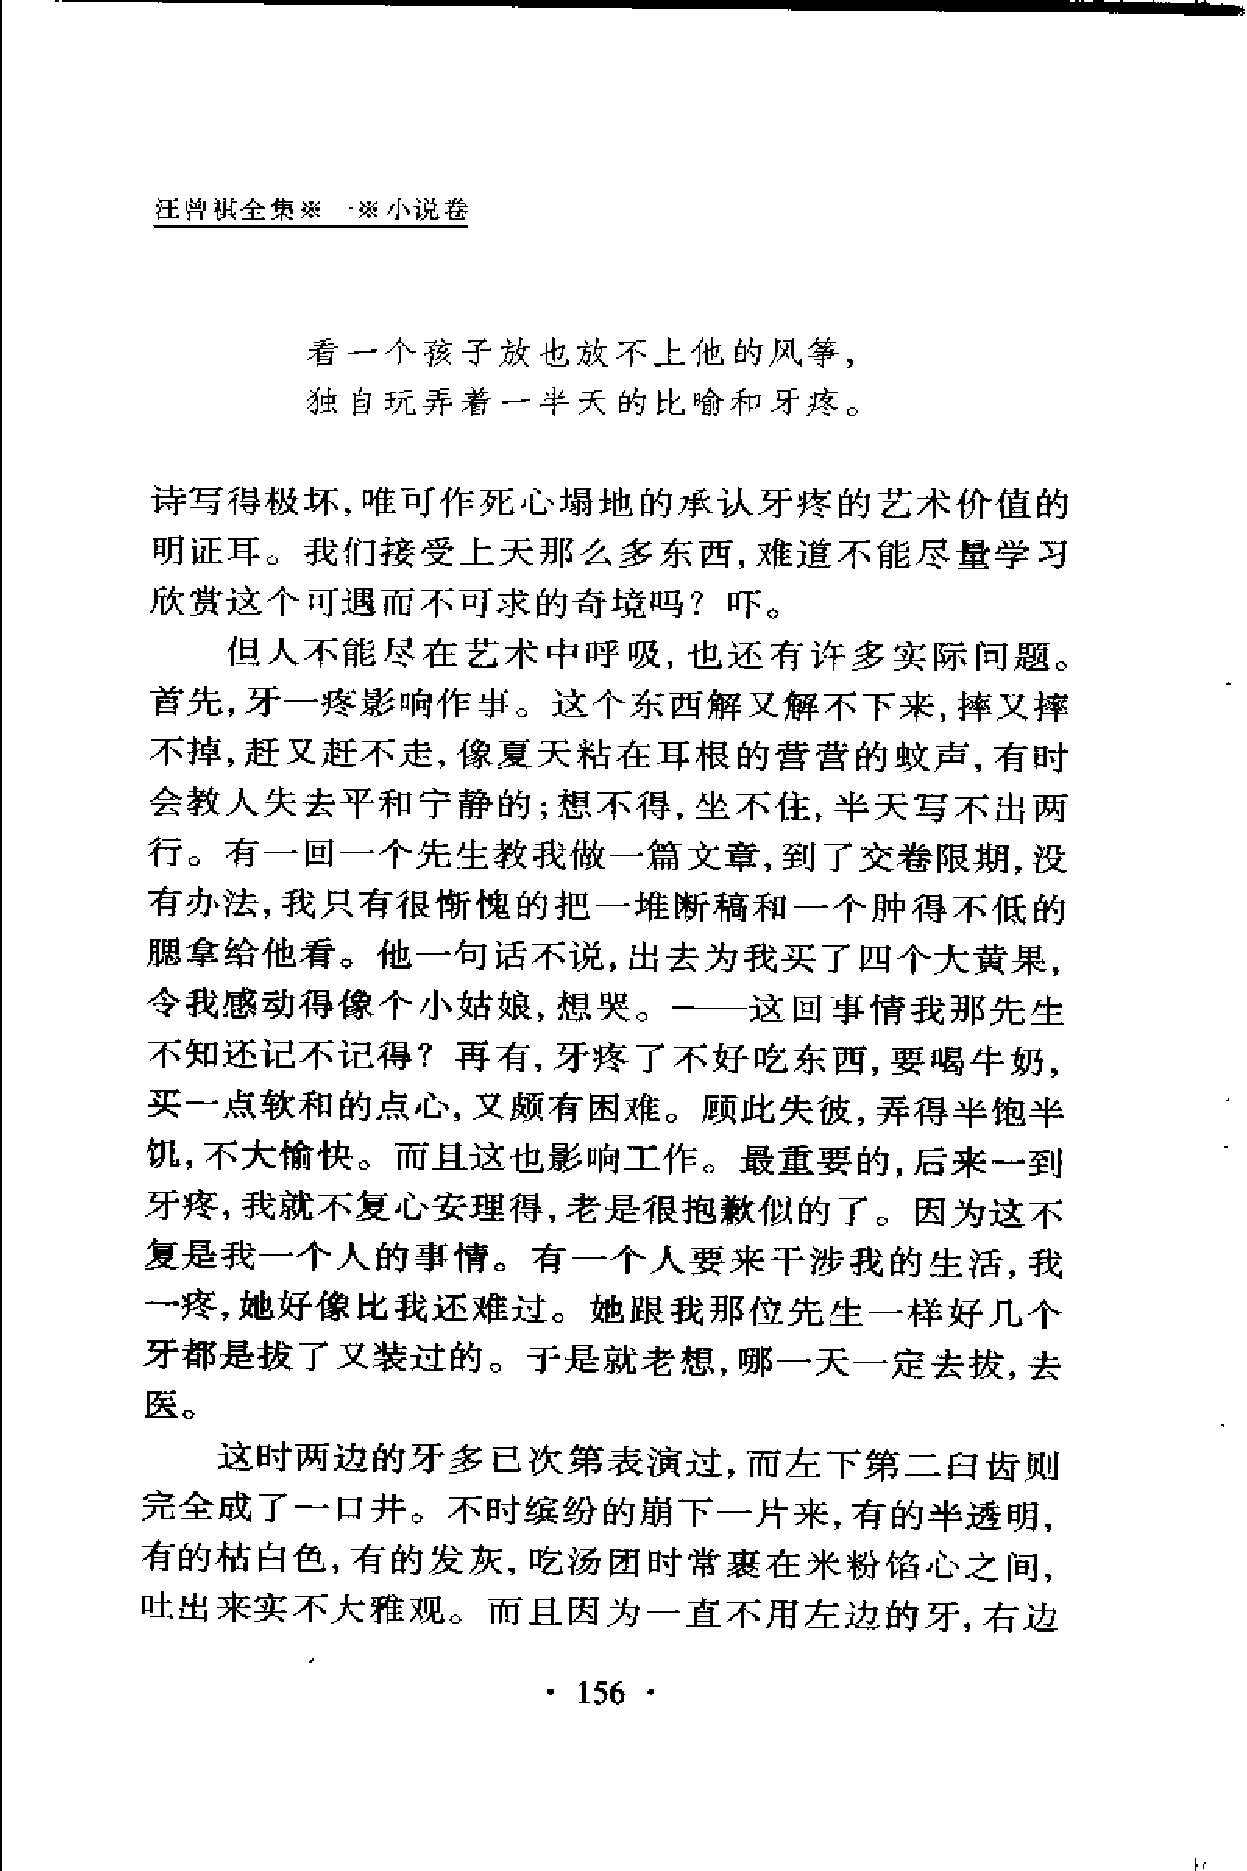 汪曾祺全集※一※小说卷
看一个孩子放也放不上他的风筝,
独自玩弄着一半天的比喻和牙疼。
诗写得极坏,唯可作死心塌地的承认牙疼的艺术价值的
明证耳。我们接受上天那么多东西,难道不能尽量学习
欣赏这个可遇而不可求的奇境吗?吓。
但人不能尽在艺术中呼吸,也还有许多实际问题。
首先,牙一疼影响作事。这个东西解又解不下来,摔又摔
不掉,赶又赶不走,像夏天粘在耳根的营营的蚊声,有时
会教人失去平和宁静的;想不得,坐不住,半天写不出两
行。有一回一个先生教我做一篇文章,到了交卷限期,没
有办法,我只有很惭愧的把一堆断稿和一个肿得不低的
腮拿给他看。他一句话不说,出去为我买了四个大黄果,
令我感动得像个小姑娘,想哭。——这回事情我那先生
不知还记不记得?再有,牙疼了不好吃东西,要喝牛奶,
买一点软和的点心,又颇有困难。顾此失彼,弄得半饱半
饥,不大愉快。而且这也影响工作。最重要的,后来一到
牙疼,我就不复心安理得,老是很抱歉似的了。因为这不
复是我一个人的事情。有一个人要来干涉我的生活,我
一疼,她好像比我还难过。她跟我那位先生一样好几个
牙都是拔了又装过的。于是就老想,哪一天一定去拔,去
医。
这时两边的牙多已次第表演过,而左下第二臼齿则
完全成了一口井。不时缤纷的崩下一片来,有的半透明,
有的枯白色,有的发灰,吃汤团时常裹在米粉馅心之间,
吐出来实不大雅观。而且因为一直不用左边的牙,右边
· 156 ·